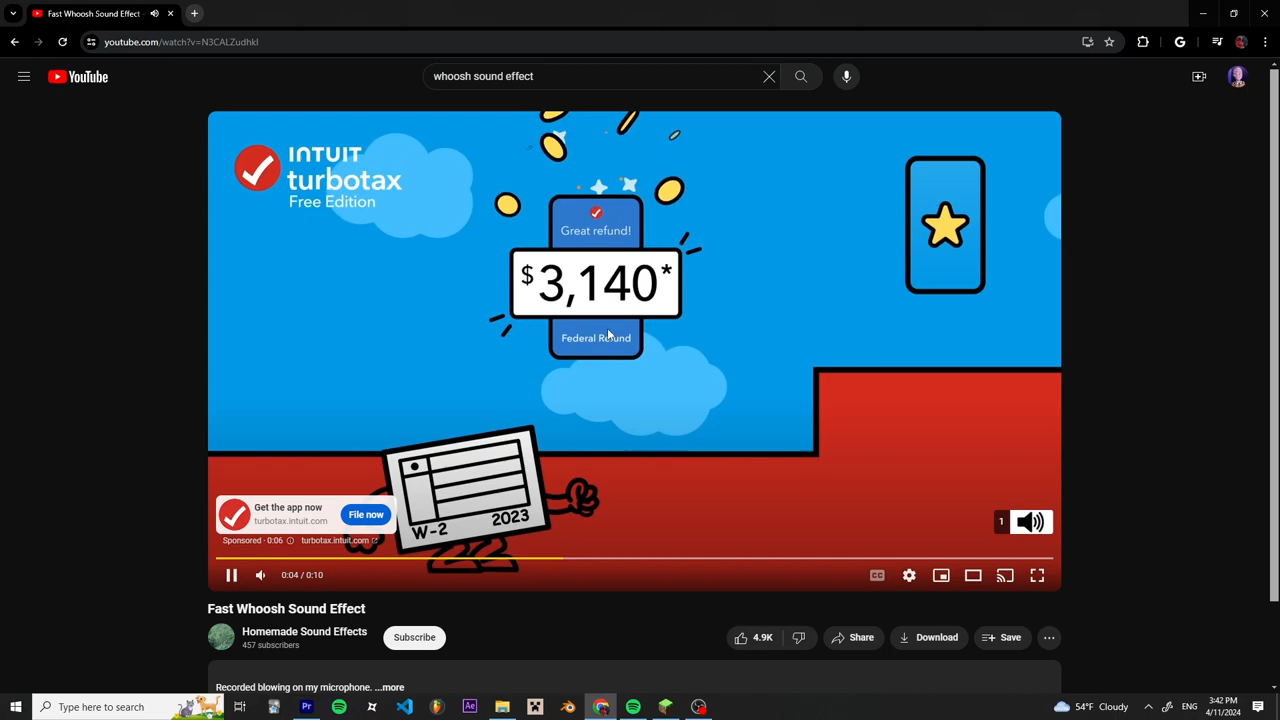 Fast Whoosh Sound Effect
youtube.com/watch?v=N3CALZudhkI
YouTube
whoosh sound effect
INTUIT
turbotax
Free Edition
Great refund!
$3,140*
Federal Refund
W-2 2023
Get the app now
turbotax.intuit.com
File now
Sponsored · 0:06
turbotax.intuit.com
1
0:04 / 0:10
CC
Fast Whoosh Sound Effect
Homemade Sound Effects
457 subscribers
Subscribe
4.9K
Share
Download
Save
Recorded blowing on my microphone. ...more
Type here to search
Pr
Ae
54°F Cloudy
ENG
3:42 PM
4/11/2024